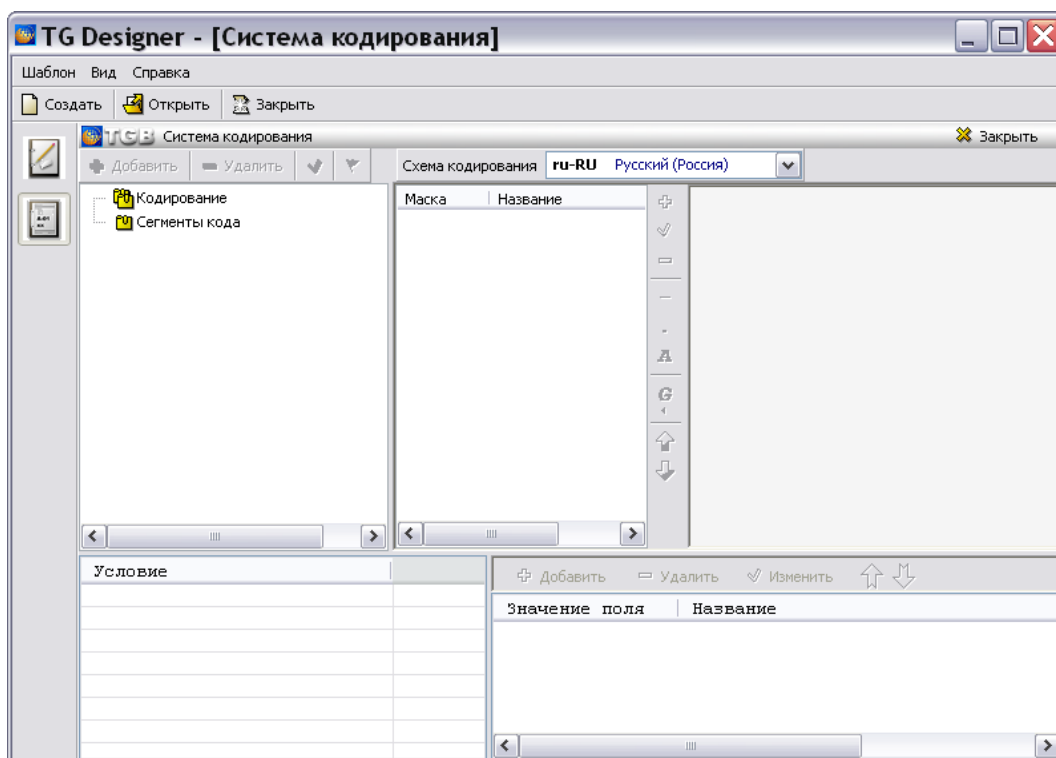 TG Designer - [Система кодирования]
Шаблон Вид Справка
Создать Открыть Закрыть
TGB Система кодирования Закрыть
Добавить Удалить Схема кодирования ru-RU Русский (Россия)
Кодирование Маска Название
Сегменты кода
A
G
Условие Добавить Удалить Изменить
Значение поля Название